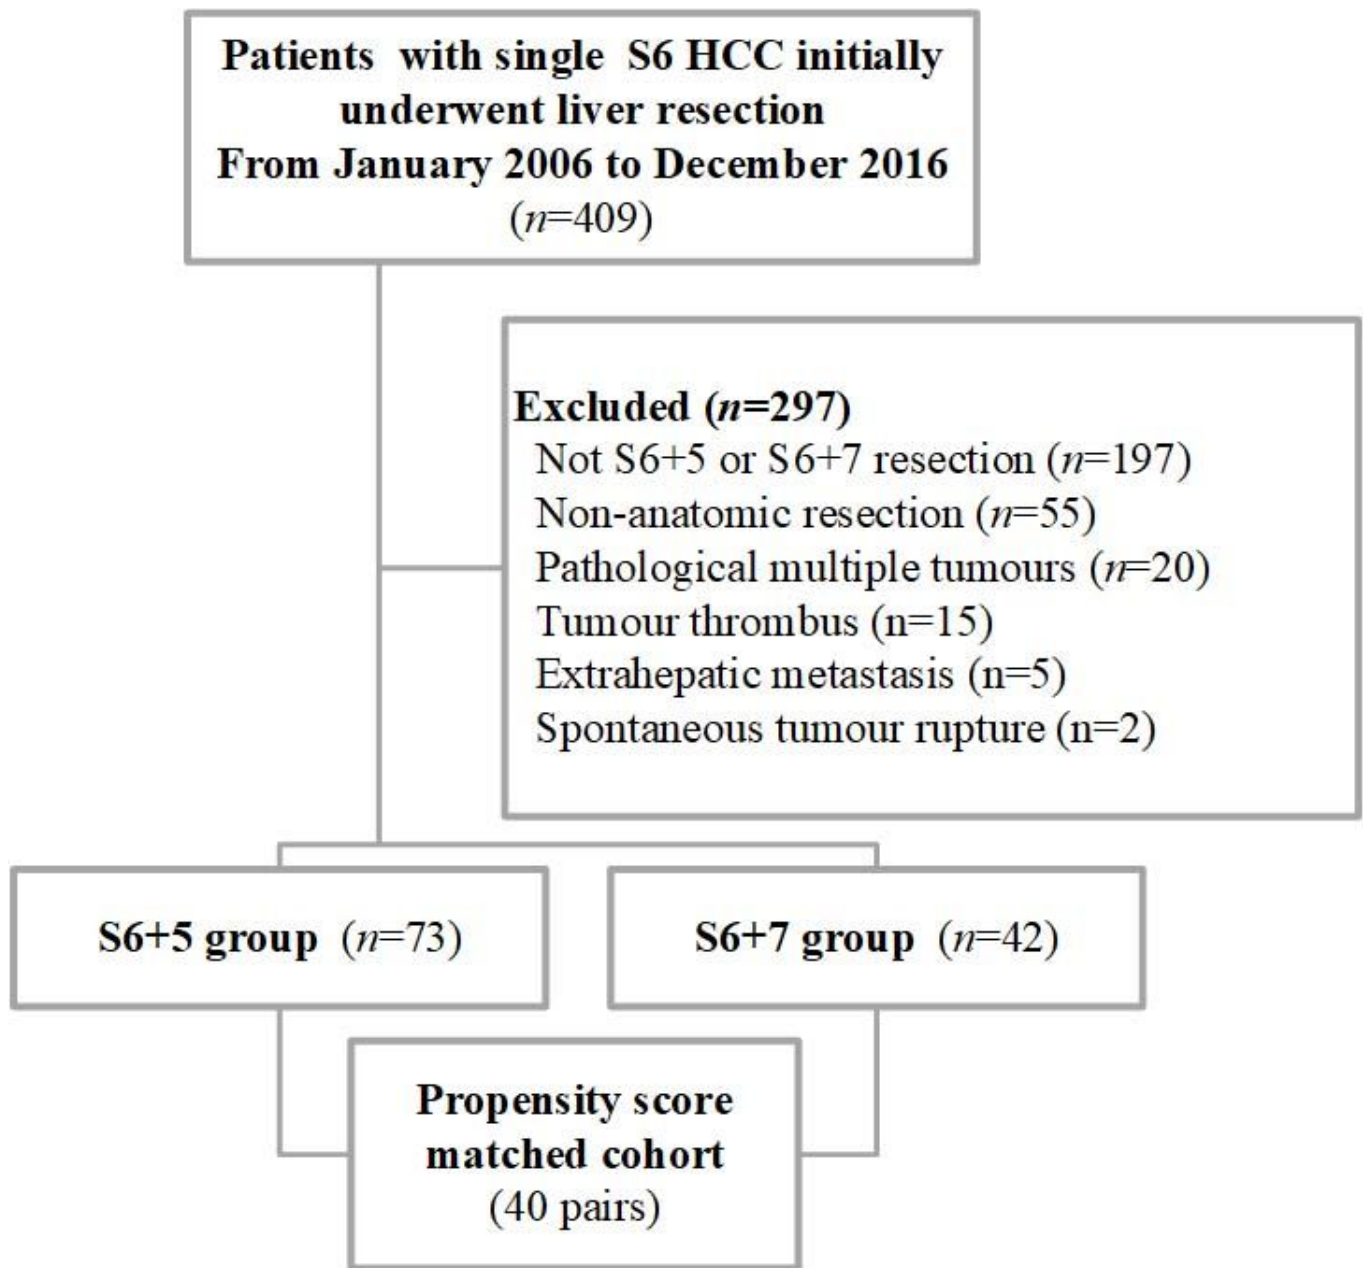 Patients with single S6 HCC initially
underwent liver resection
From January 2006 to December 2016
(n=409)
Excluded (n=297)
Not S6+5 or S6+7 resection (n=197)
Non-anatomic resection (n=55)
Pathological multiple tumours (n=20)
Tumour thrombus (n=15)
Extrahepatic metastasis (n=5)
Spontaneous tumour rupture (n=2)
S6+5 group (n=73)
S6+7 group (n=42)
Propensity score
matched cohort
(40 pairs)